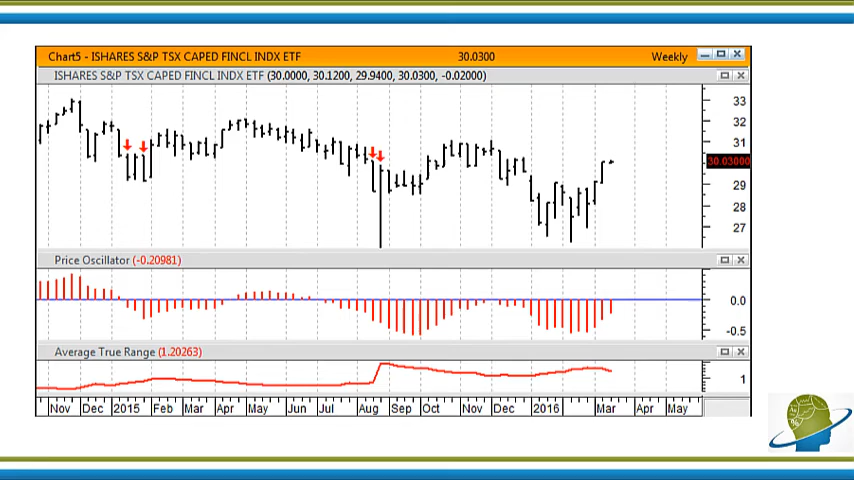 Chart5 - ISHARES S&P TSX CAPED FINCL INDX ETF 30.0300 Weekly
ISHARES S&P TSX CAPED FINCL INDX ETF (30.0000, 30.1200, 29.9400, 30.0300, -0.02000)
33
32
31
30.03000
29
28
27
Price Oscillator (-0.20981)
0.0
-0.5
Average True Range (1.20263)
1
Nov Dec 2015 Feb Mar Apr May Jun Jul Aug Sep Oct Nov Dec 2016 Mar Apr May
%